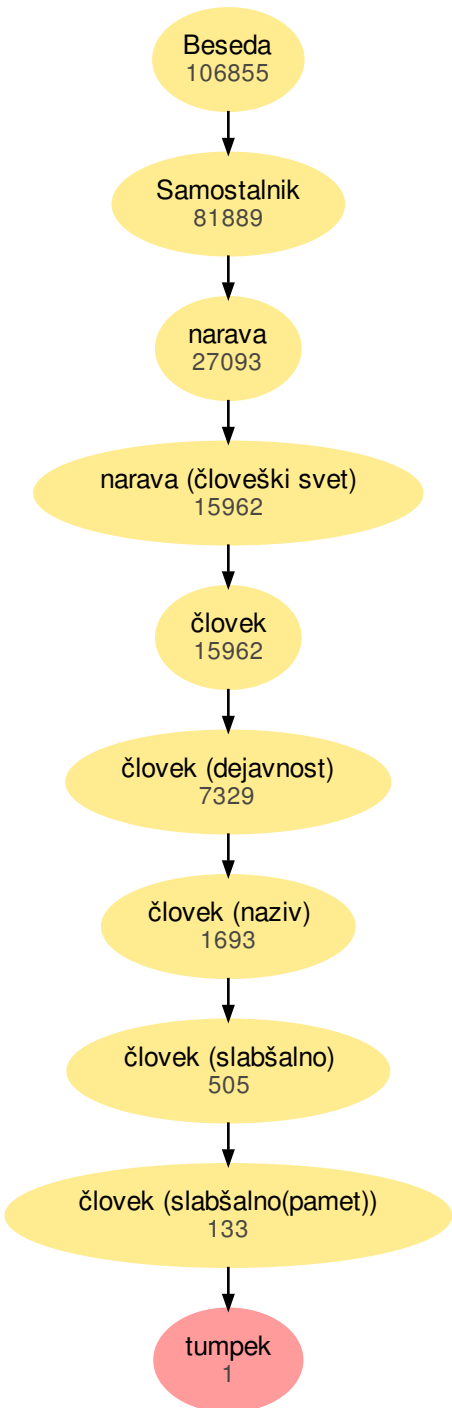 Beseda
106855
Samostalnik
81889
narava
27093
narava (človeški svet)
15962
človek
15962
človek (dejavnost)
7329
človek (naziv)
1693
človek (slabšalno)
505
človek (slabšalno(pamet))
133
tumpek
1